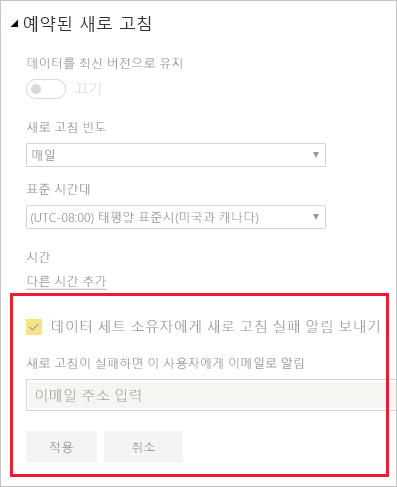 예약된 새로 고침
데이터를 최신 버전으로 유지
끄기
새로 고침 빈도
매일
표준 시간대
(UTC-08:00) 태평양 표준시(미국과 캐나다)
시간
다른 시간 추가
데이터 세트 소유자에게 새로 고침 실패 알림 보내기
새로 고침이 실패하면 이 사용자에게 이메일로 알림
이메일 주소 입력
적용 취소